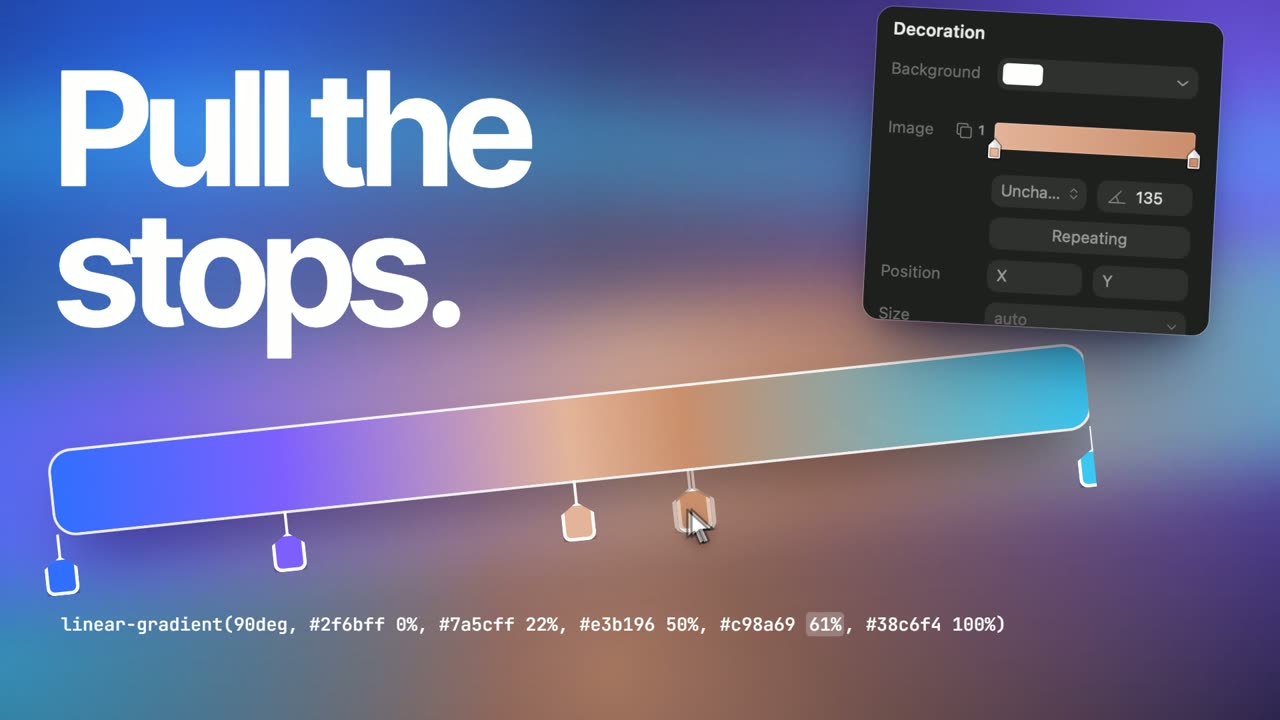 Pull the
stops.
Decoration
Background
Image 1
Uncha... 135
Repeating
Position X Y
Size auto
linear-gradient(90deg, #2f6bff 0%, #7a5cff 22%, #e3b196 50%, #c98a69 61%, #38c6f4 100%)